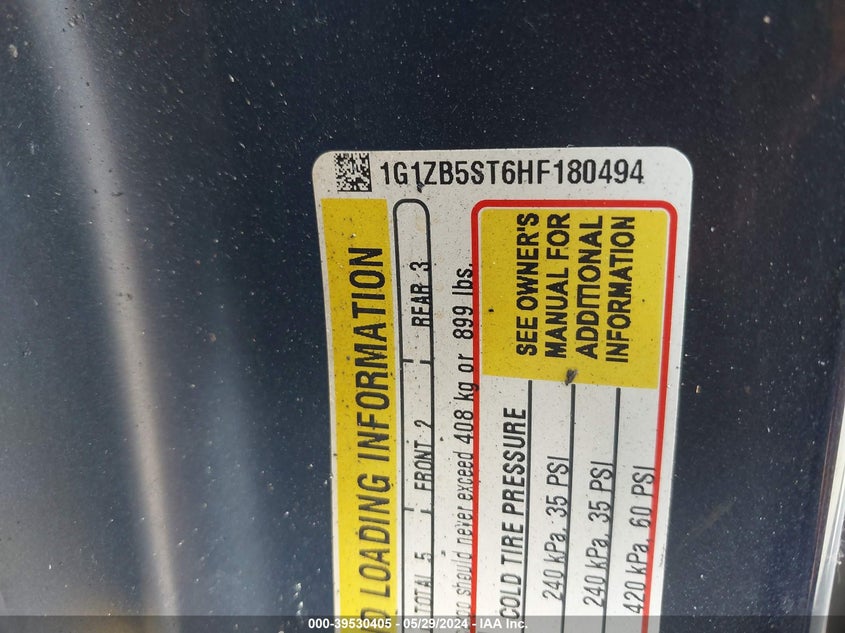 1G1ZB5ST6HF180494
LOADING INFORMATION
TOTAL 5 FRONT 2 REAR 3
should never exceed 408 kg or 899 lbs.
COLD TIRE PRESSURE
240 kPa, 35 PSI
240 kPa, 35 PSI
420 kPa, 60 PSI
SEE OWNER'S
MANUAL FOR
ADDITIONAL
INFORMATION
000-39530405 - 05/29/2024 - IAA Inc.